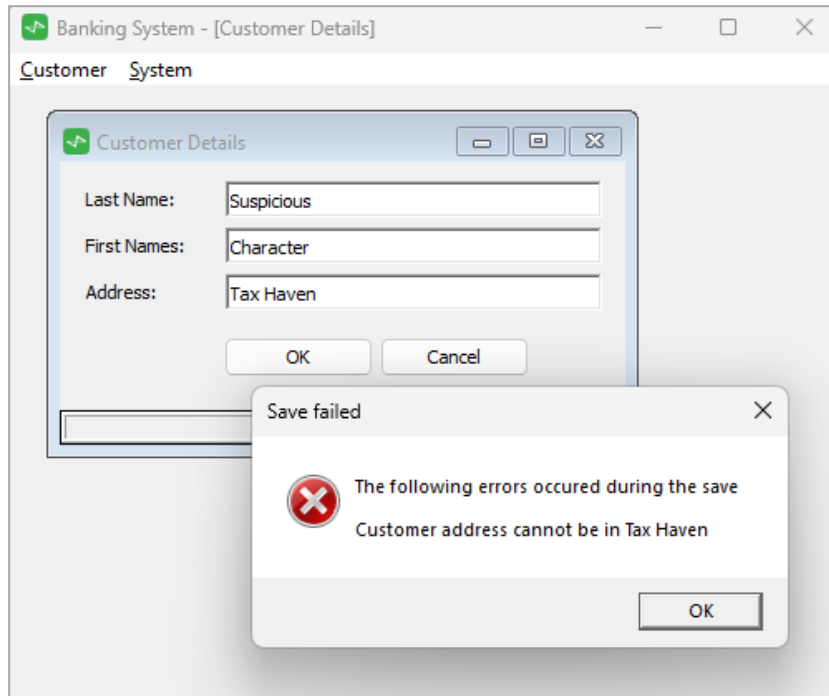 Banking System - [Customer Details]
Customer System
Customer Details
Last Name: Suspicious
First Names: Character
Address: Tax Haven
OK Cancel
Save failed
The following errors occured during the save
Customer address cannot be in Tax Haven
OK